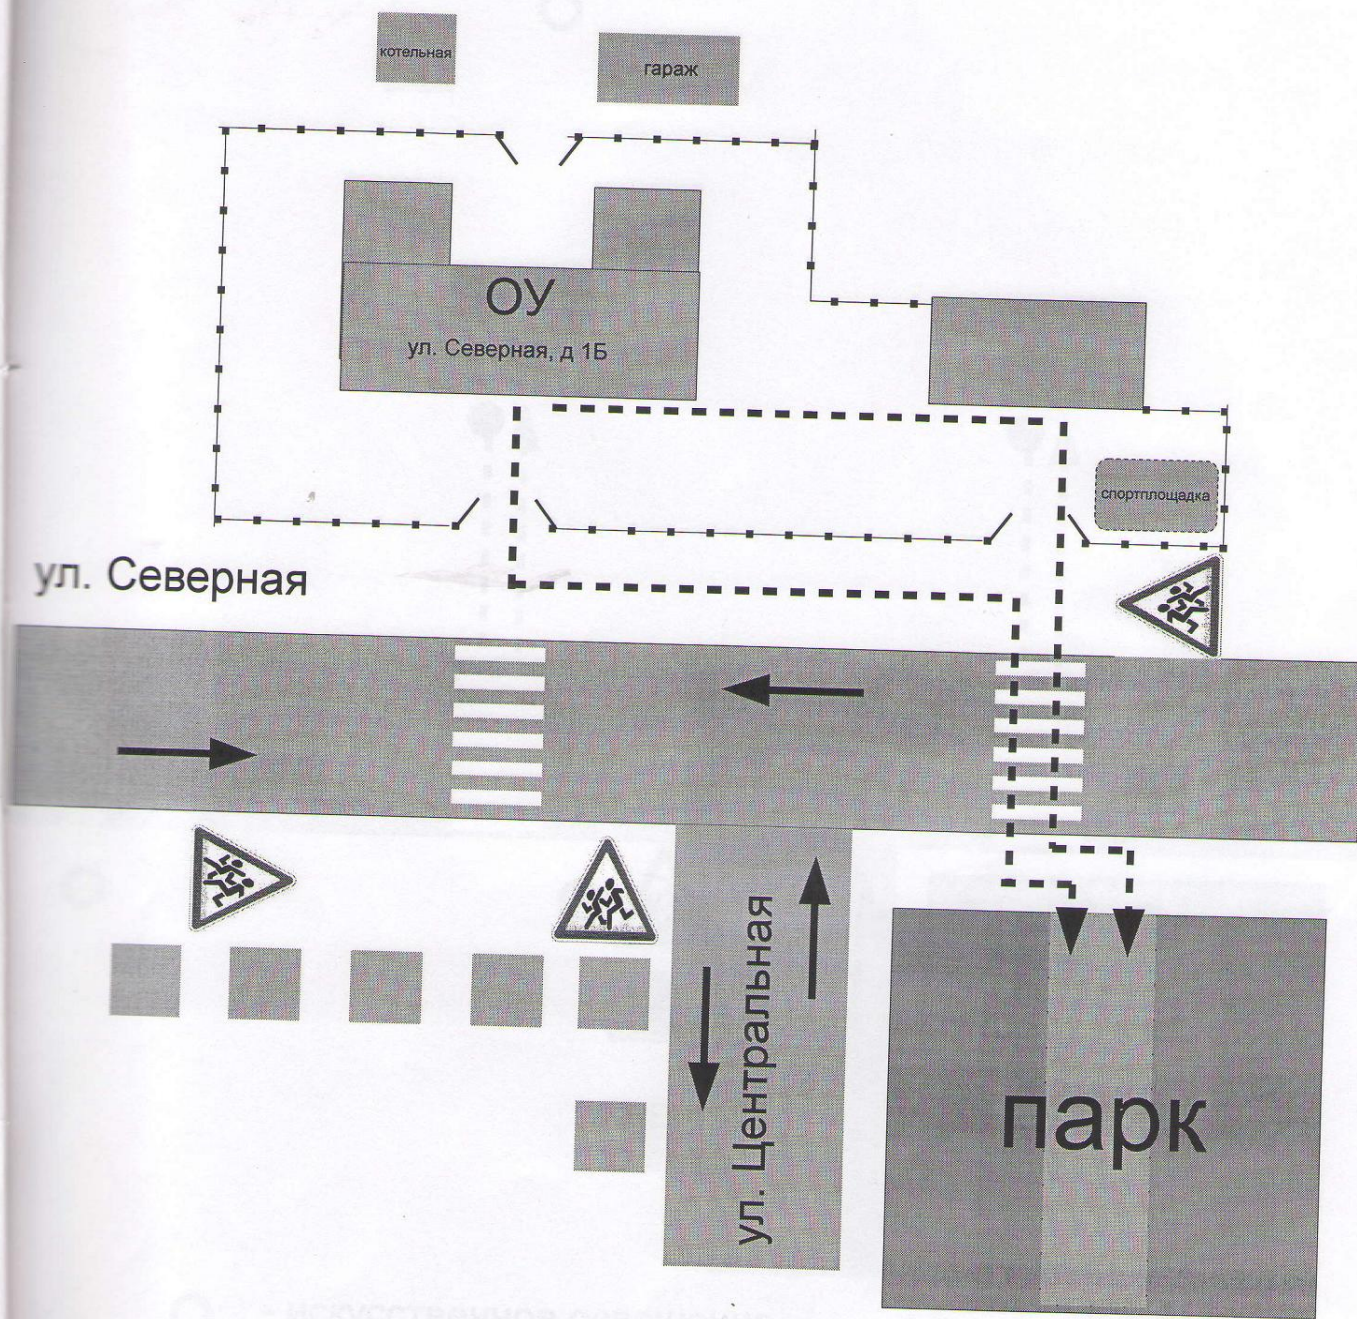 котельная
гараж
ОУ
ул. Северная, д 1Б
спортплощадка
ул. Северная
ул. Центральная
парк